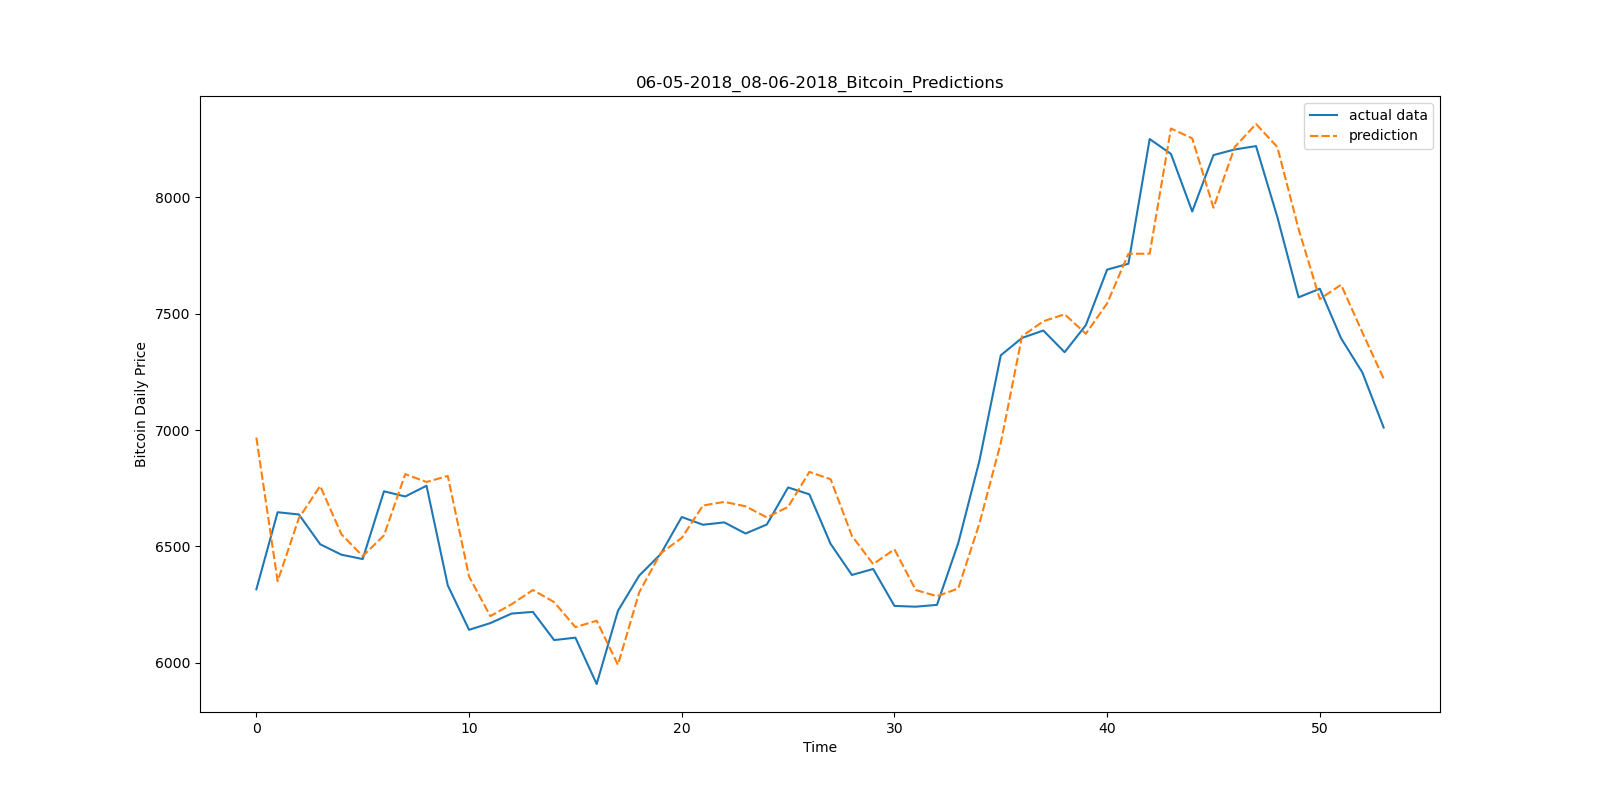 06-05-2018_08-06-2018_Bitcoin_Predictions
actual data
prediction
Bitcoin Daily Price
8000
7500
7000
6500
6000
0 10 20 30 40 50
Time